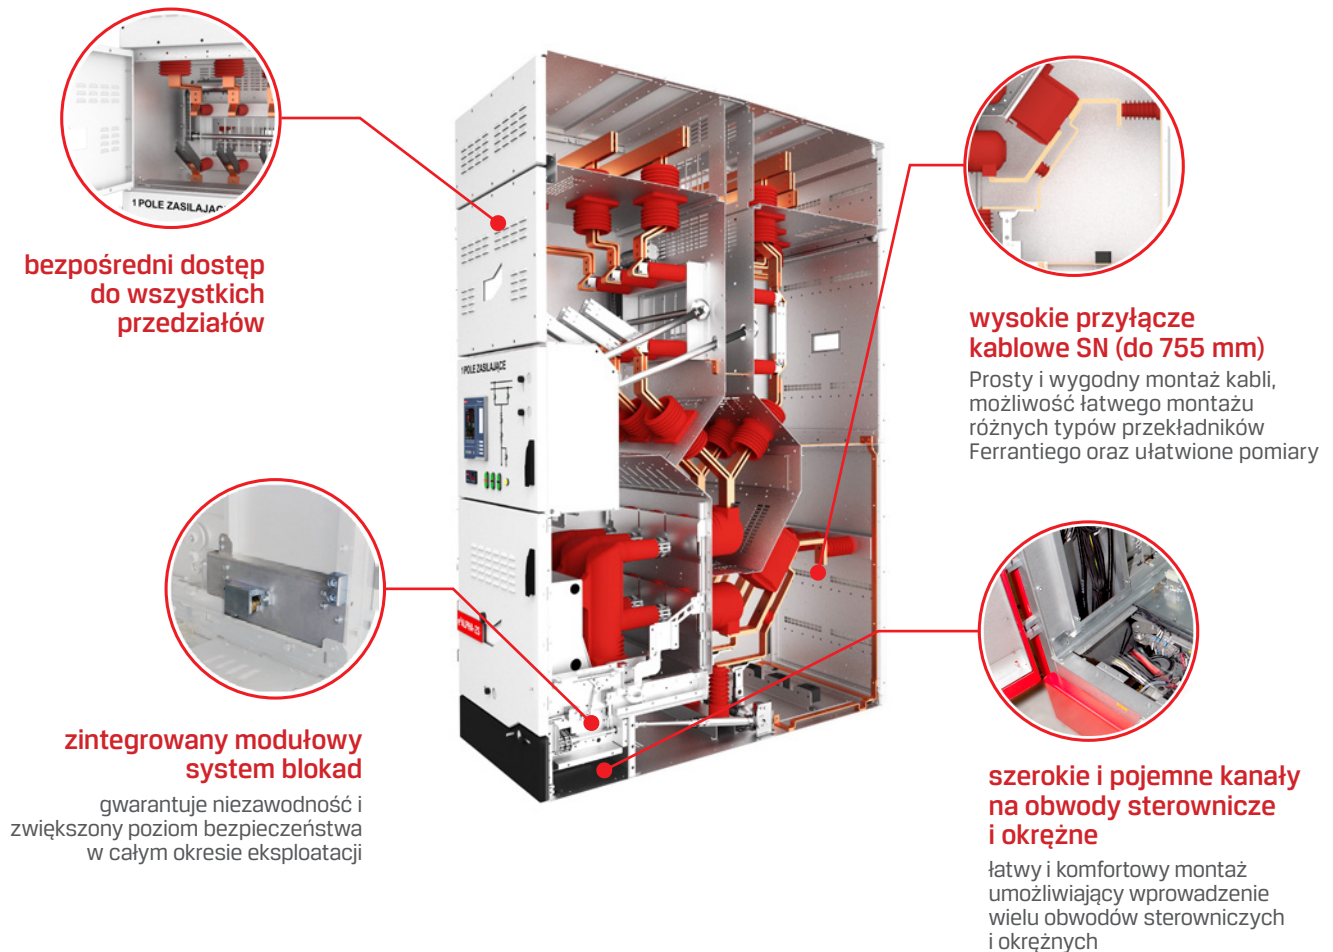 1 POLE ZASILAJĄCE
bezpośredni dostęp
do wszystkich
przedziałów
1 POLE ZASILAJĄCE
wysokie przyłącze
kablowe SN (do 755 mm)
Prosty i wygodny montaż kabli,
możliwość łatwego montażu
różnych typów przekładników
Ferrantiego oraz ułatwione pomiary
zintegrowany modułowy
system blokad
gwarantuje niezawodność i
zwiększony poziom bezpieczeństwa
w całym okresie eksploatacji
szerokie i pojemne kanały
na obwody sterownicze
i okrężne
łatwy i komfortowy montaż
umożliwiający wprowadzenie
wielu obwodów sterowniczych
i okrężnych